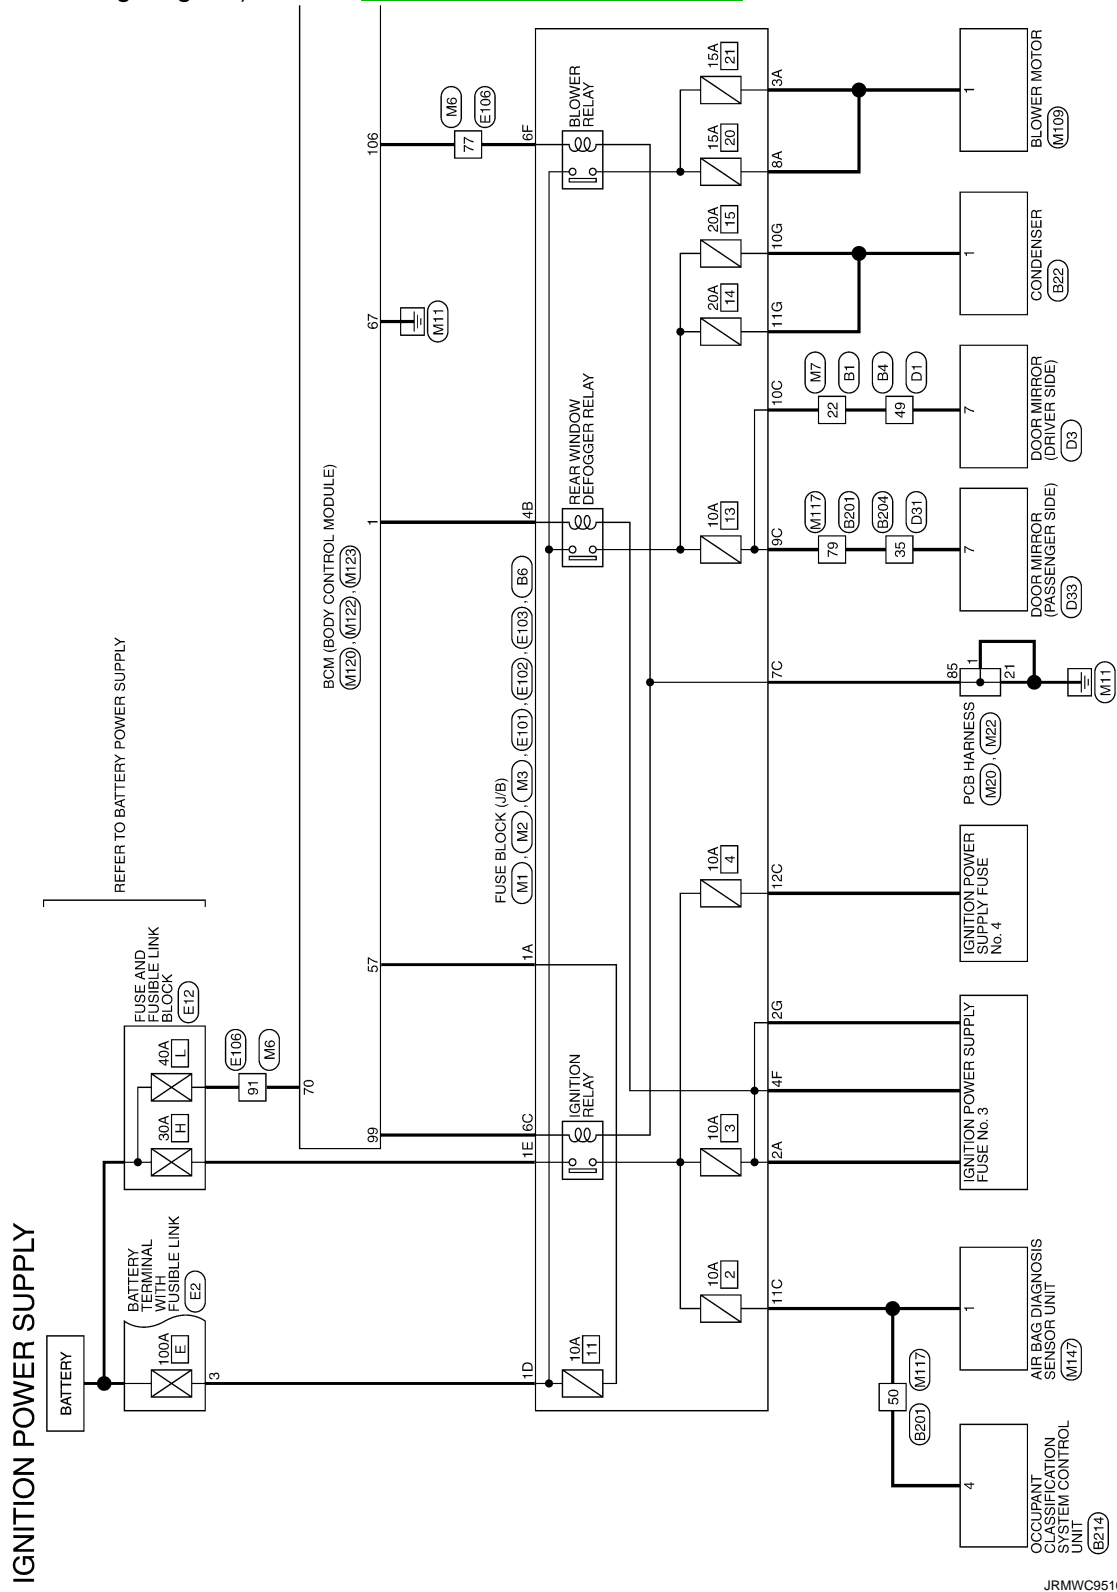 IGNITION POWER SUPPLY
REFER TO BATTERY POWER SUPPLY
BATTERY
BATTERY
TERMINAL
WITH
FUSIBLE LINK
E2
100A
E
3
FUSE AND
FUSIBLE LINK
BLOCK
E12
30A
H
40A
L
91
E106
M6
70
BCM (BODY CONTROL MODULE)
M120 , M122 , M123
99
57
1
67
106
M11
77
M6
E106
FUSE BLOCK (J/B)
M1 , M2 , M3 , E101 , E102 , E103 , B6
1D
1E
6C
1A
4B
6F
10A
11
IGNITION
RELAY
REAR WINDOW
DEFOGGER RELAY
BLOWER
RELAY
10A
2
10A
3
10A
4
10A
13
20A
14
20A
15
15A
20
15A
21
11C
2A
4F
2G
12C
7C
9C
10C
11G
10G
8A
3A
50
B201
M117
79
M117
B201
35
B204
D31
22
M7
B1
49
B4
D1
4
OCCUPANT
CLASSIFICATION
SYSTEM CONTROL
UNIT
B214
1
AIR BAG DIAGNOSIS
SENSOR UNIT
M147
IGNITION POWER SUPPLY
FUSE No. 3
IGNITION POWER
SUPPLY FUSE
No. 4
85
1
21
PCB HARNESS
M20 , M22
M11
7
DOOR MIRROR
(PASSENGER SIDE)
D33
7
DOOR MIRROR
(DRIVER SIDE)
D3
1
CONDENSER
B22
1
BLOWER MOTOR
M109